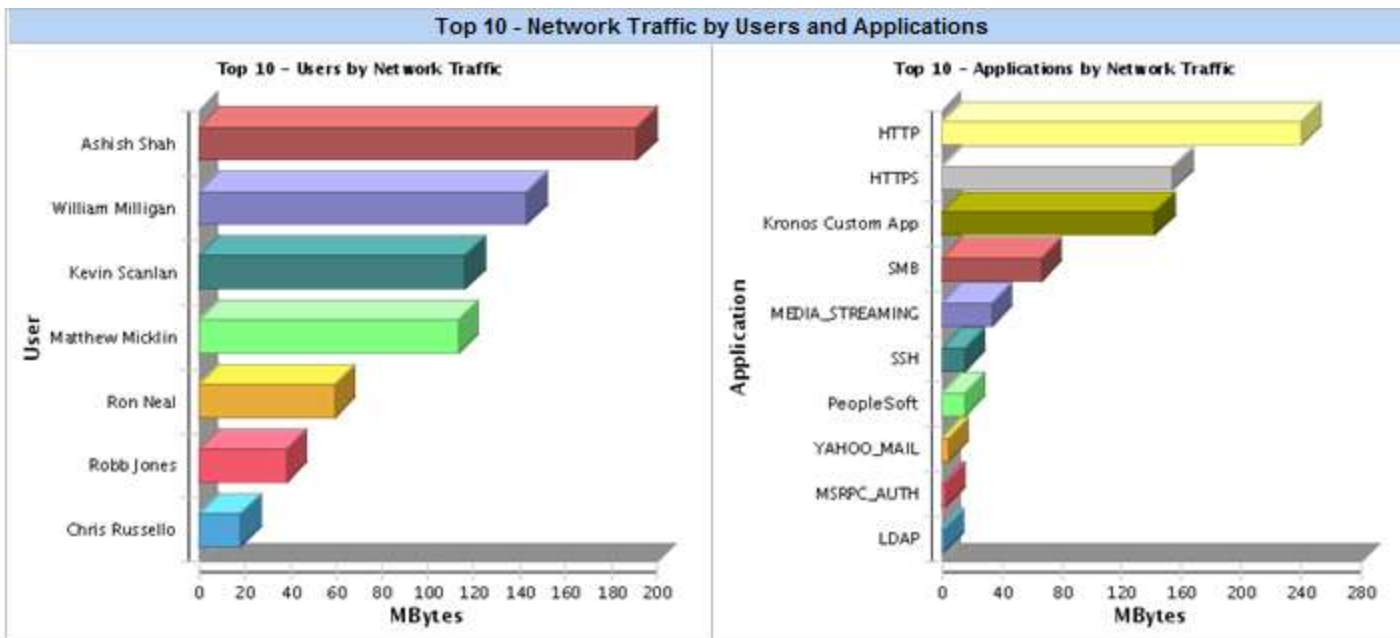 Top 10 - Network Traffic by Users and Applications
Top 10 - Users by Network Traffic
User
Ashish Shah
William Milligan
Kevin Scanlan
Matthew Micklin
Ron Neal
Robb Jones
Chris Russello
0 20 40 60 80 100 120 140 160 180 200
MBytes
Top 10 - Applications by Network Traffic
Application
HTTP
HTTPS
Kronos Custom App
SMB
MEDIA_STREAMING
SSH
PeopleSoft
YAHOO_MAIL
MSRPC_AUTH
LDAP
0 40 80 120 160 200 240 280
MBytes